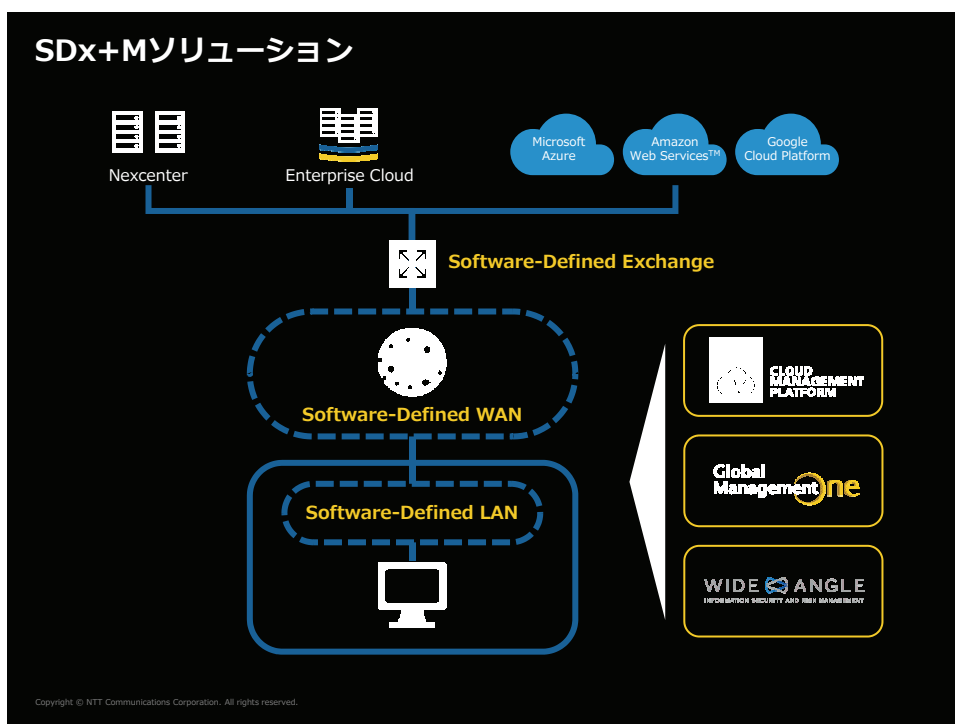 SDx+Mソリューション
Nexcenter
Enterprise Cloud
Microsoft
Azure
Amazon
Web Services™
Google
Cloud Platform
Software-Defined Exchange
Software-Defined WAN
Software-Defined LAN
CLOUD
MANAGEMENT
PLATFORM
Global
Management One
WIDE ANGLE
INFORMATION SECURITY AND RISK MANAGEMENT
Copyright © NTT Communications Corporation. All rights reserved.